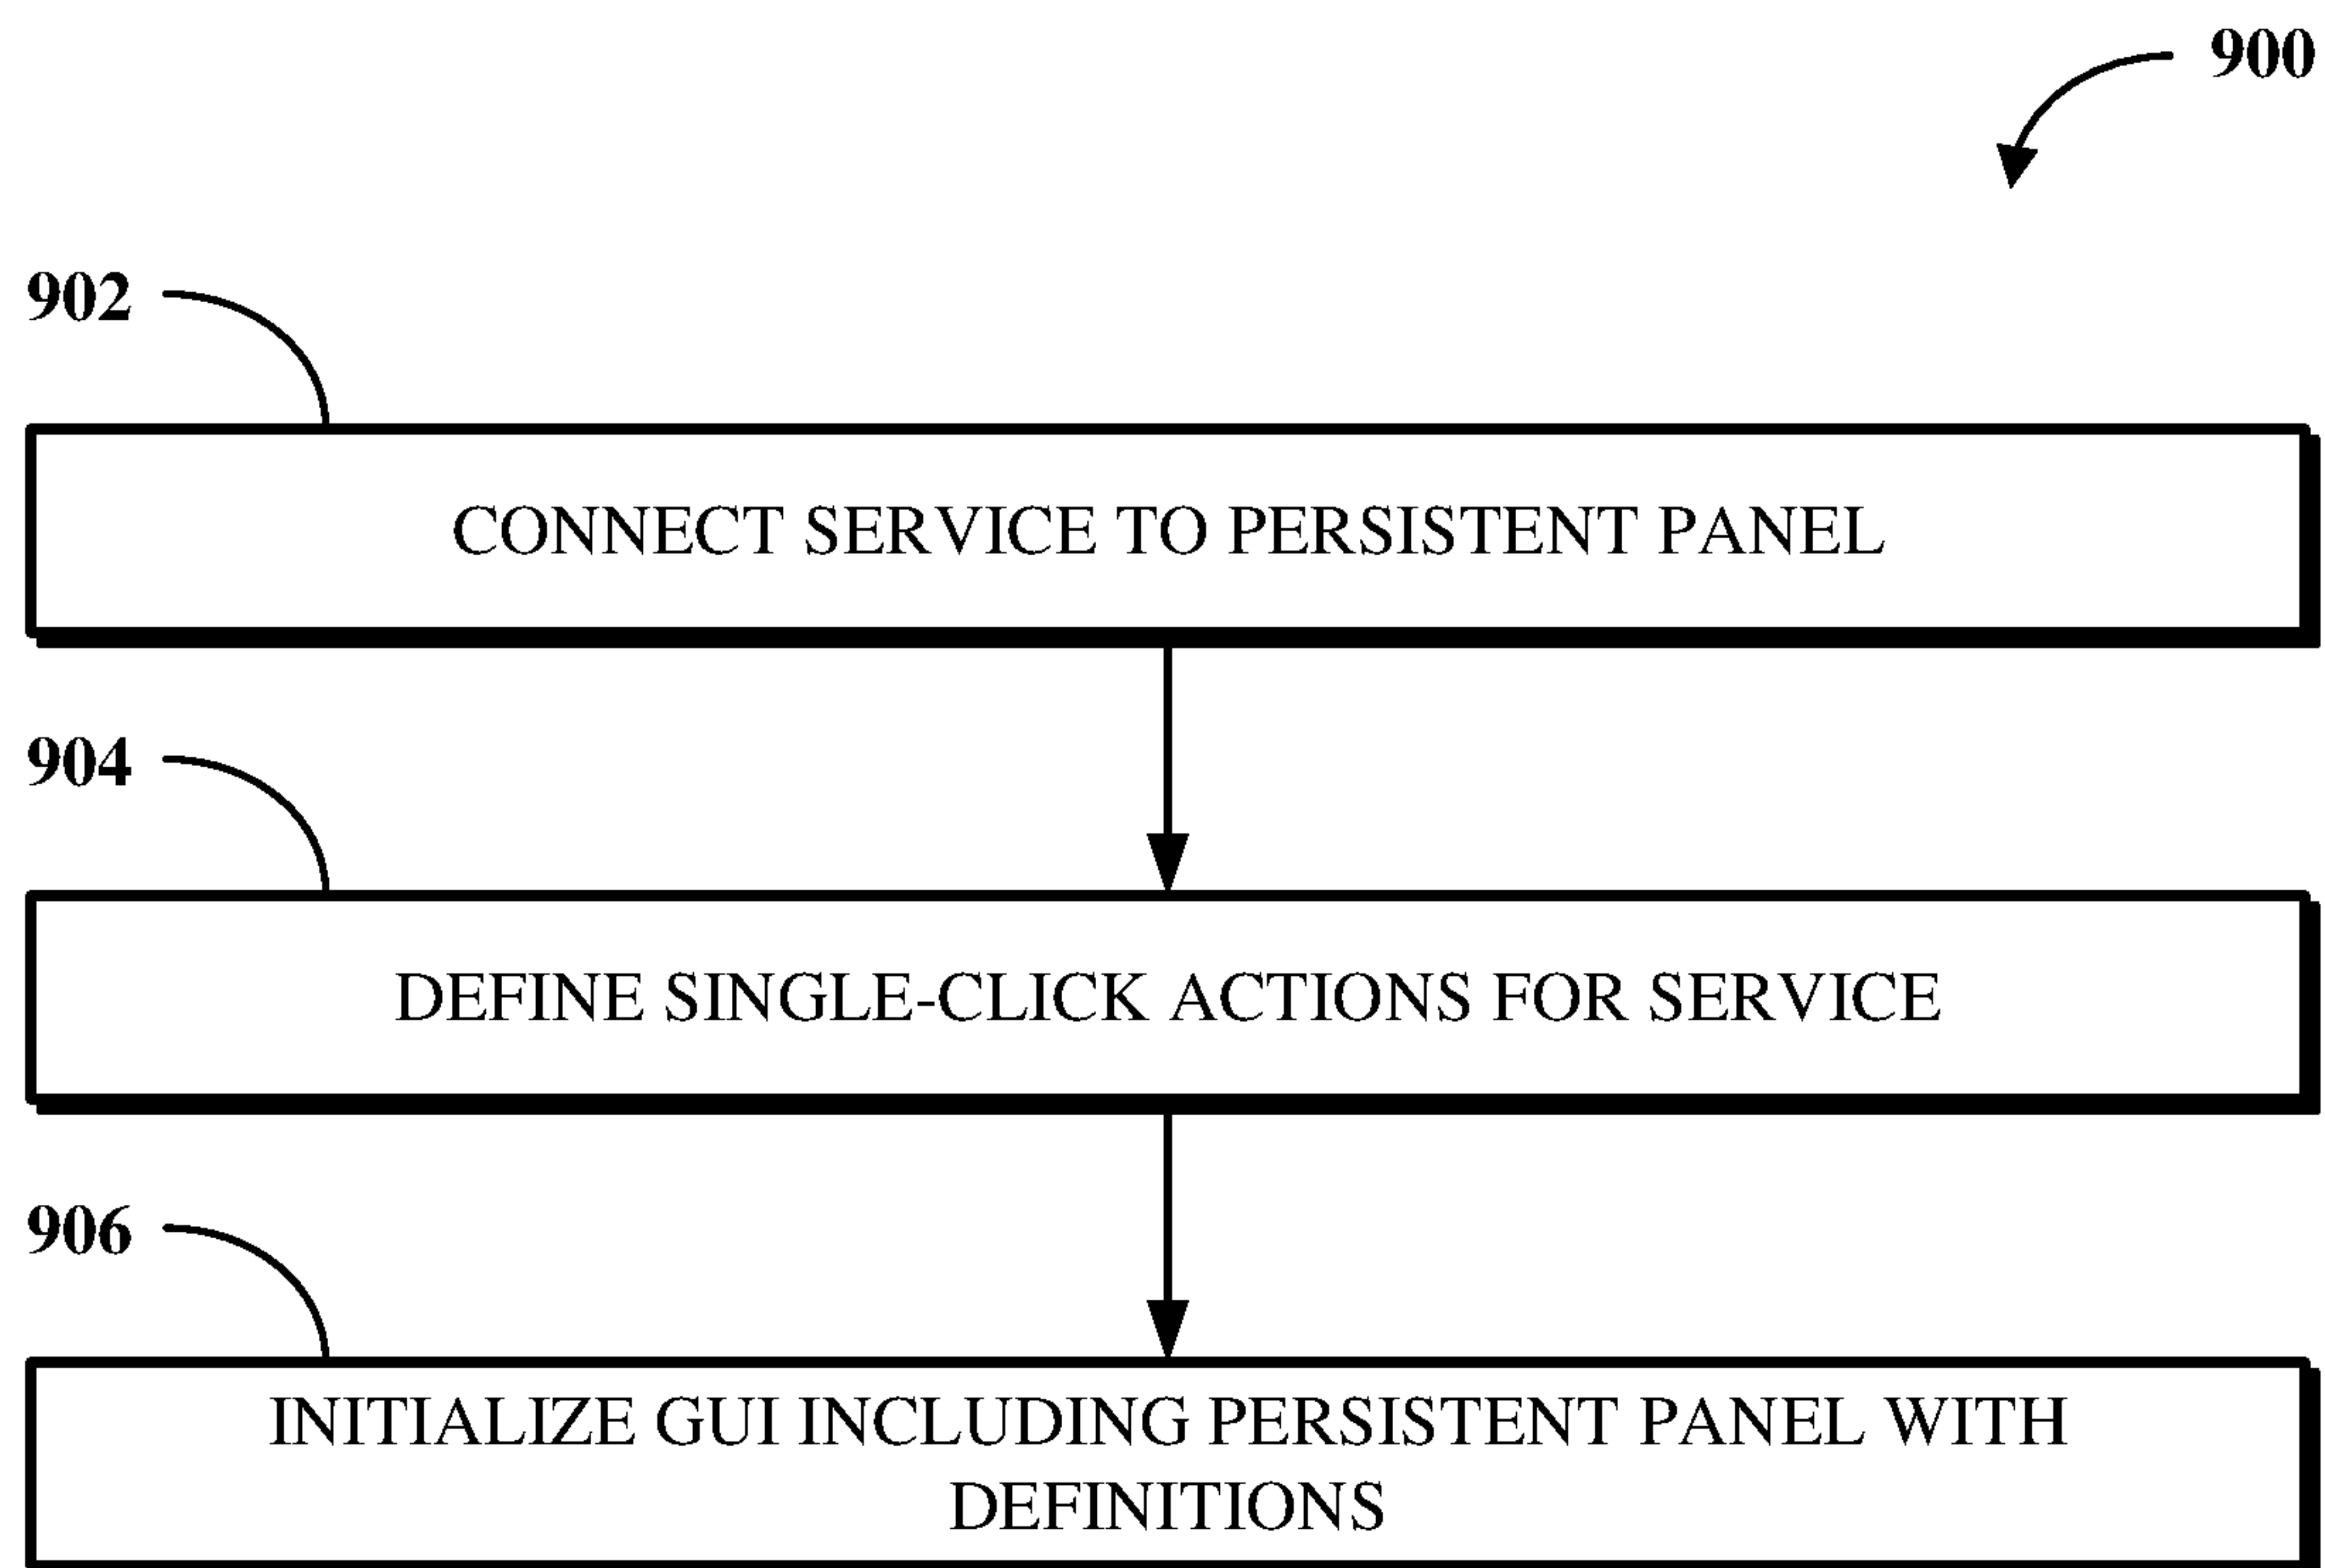 900
902
CONNECT SERVICE TO PERSISTENT PANEL
904
DEFINE SINGLE-CLICK ACTIONS FOR SERVICE
906
INITIALIZE GUI INCLUDING PERSISTENT PANEL WITH
DEFINITIONS